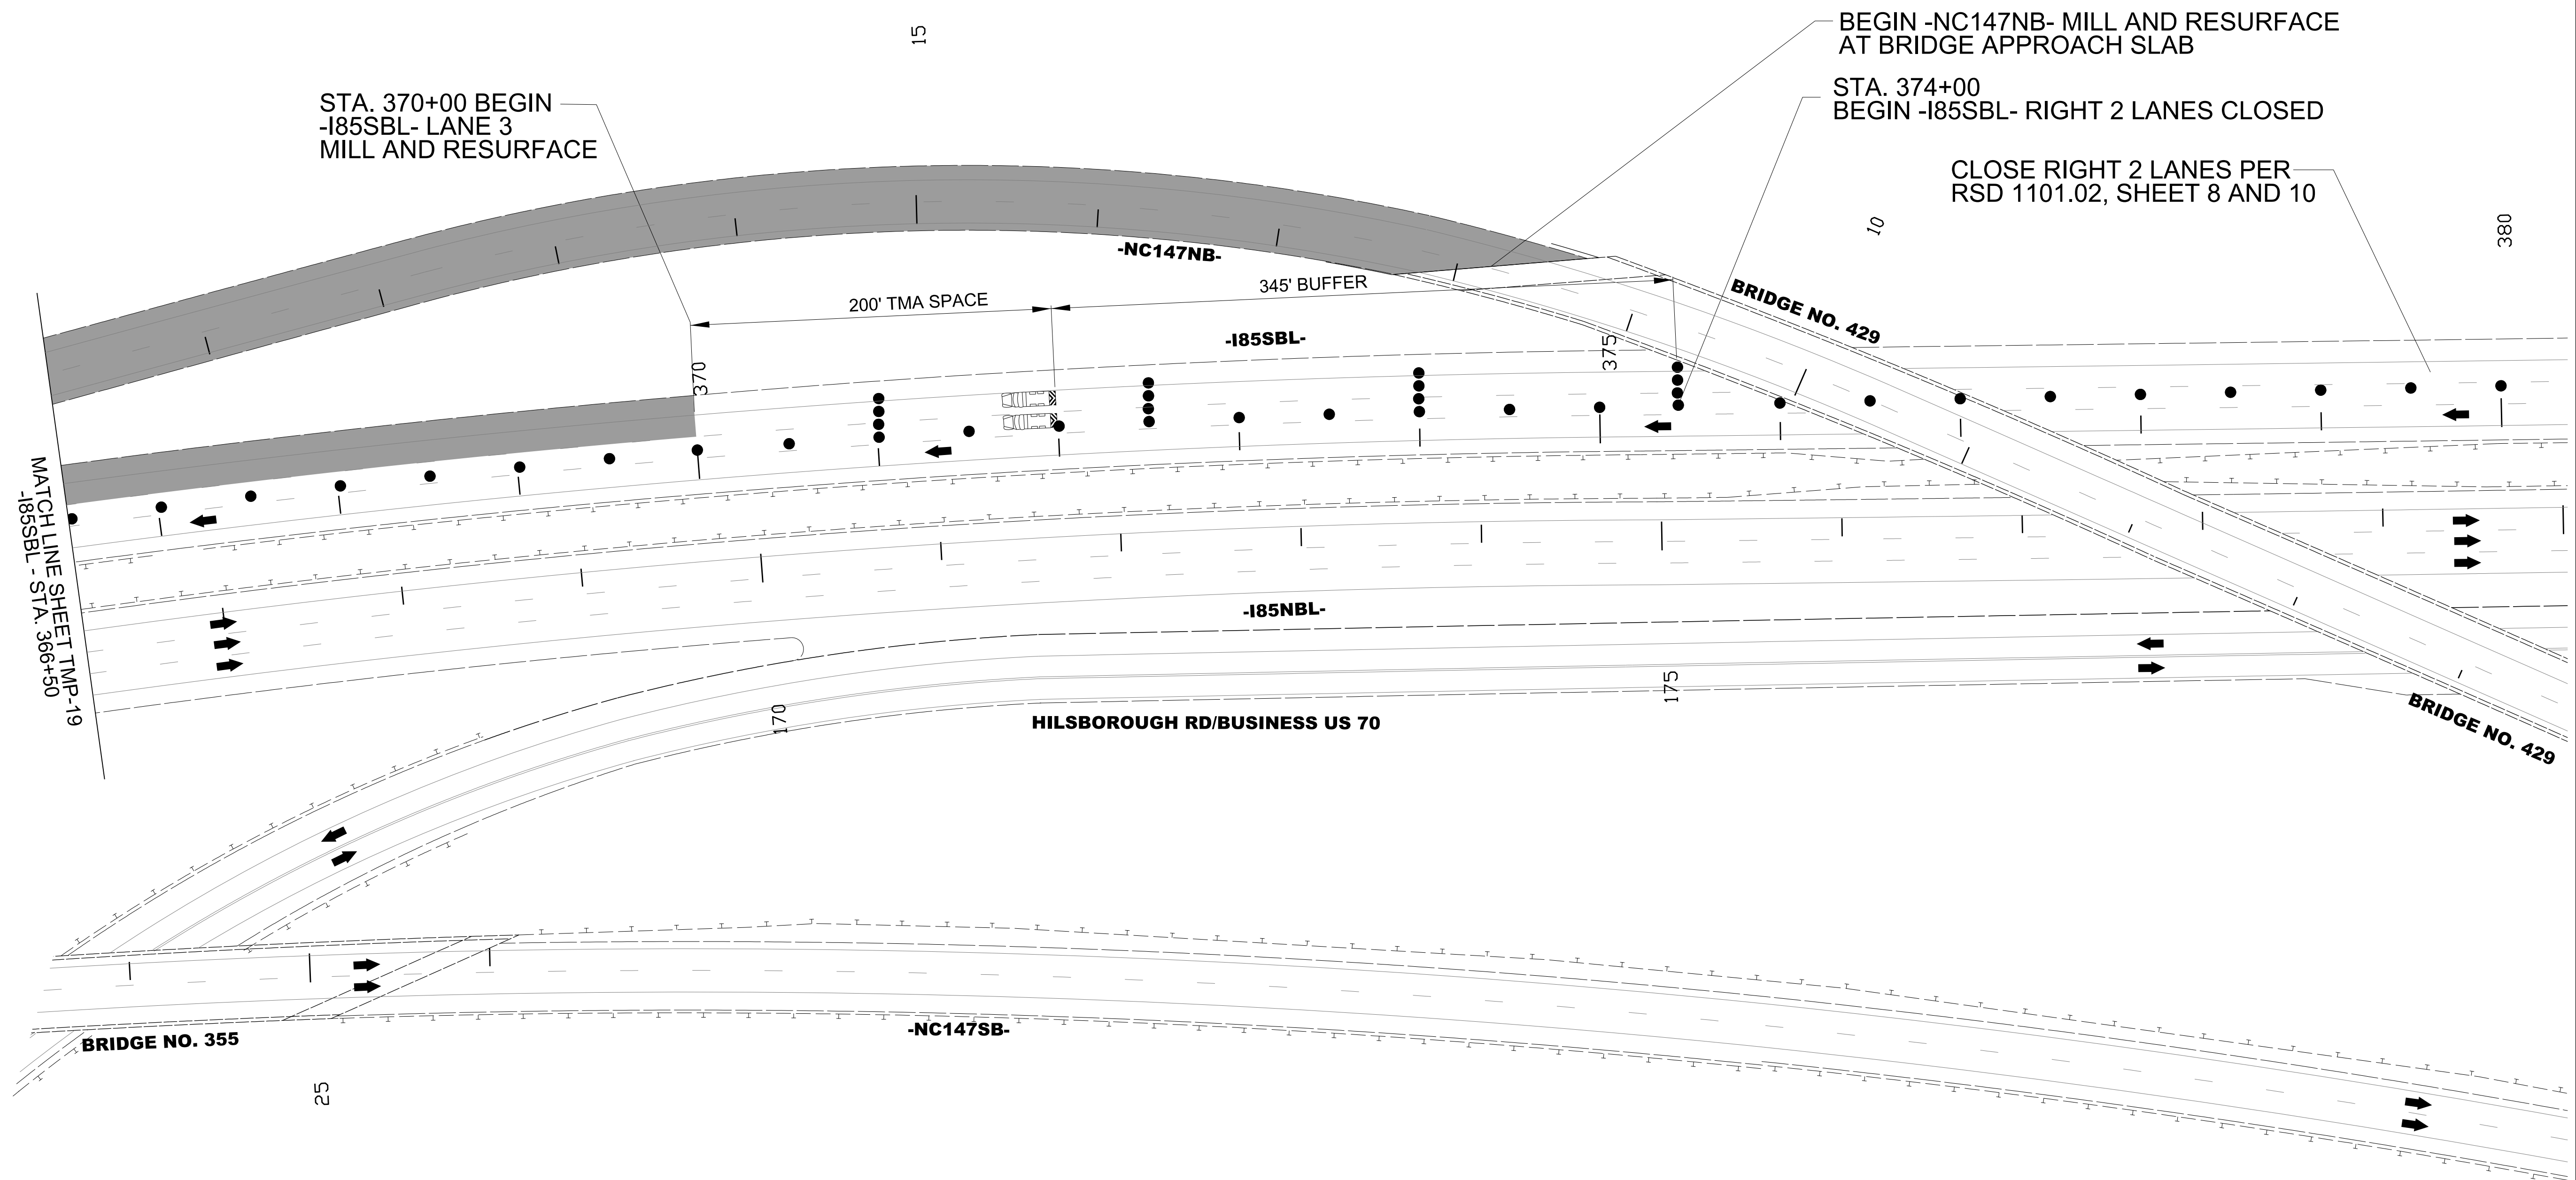 15
BEGIN -NC147NB- MILL AND RESURFACE
AT BRIDGE APPROACH SLAB
STA. 374+00
BEGIN -I85SBL- RIGHT 2 LANES CLOSED
STA. 370+00 BEGIN
-I85SBL- LANE 3
MILL AND RESURFACE
CLOSE RIGHT 2 LANES PER
RSD 1101.02, SHEET 8 AND 10
10
380
-NC147NB-
200' TMA SPACE
345' BUFFER
BRIDGE NO. 429
-I85SBL-
375
370
MATCH LINE SHEET TMP-19
-I85SBL - STA. 366+50
-I85NBL-
175
170
HILSBOROUGH RD/BUSINESS US 70
BRIDGE NO. 429
BRIDGE NO. 355
-NC147SB-
25